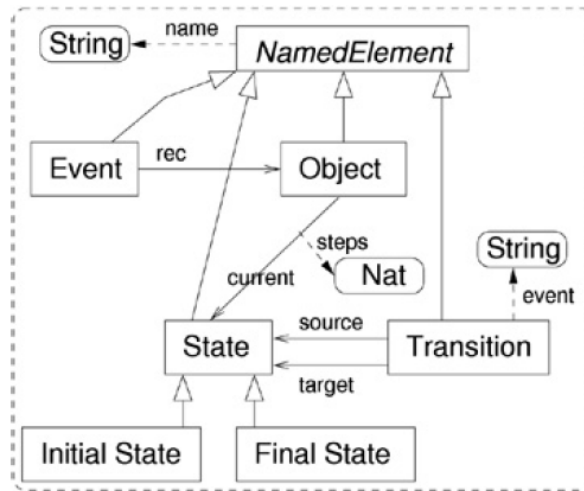 name
String
NamedElement
Event
rec
Object
steps
String
current
Nat
event
source
State
Transition
target
Initial State
Final State